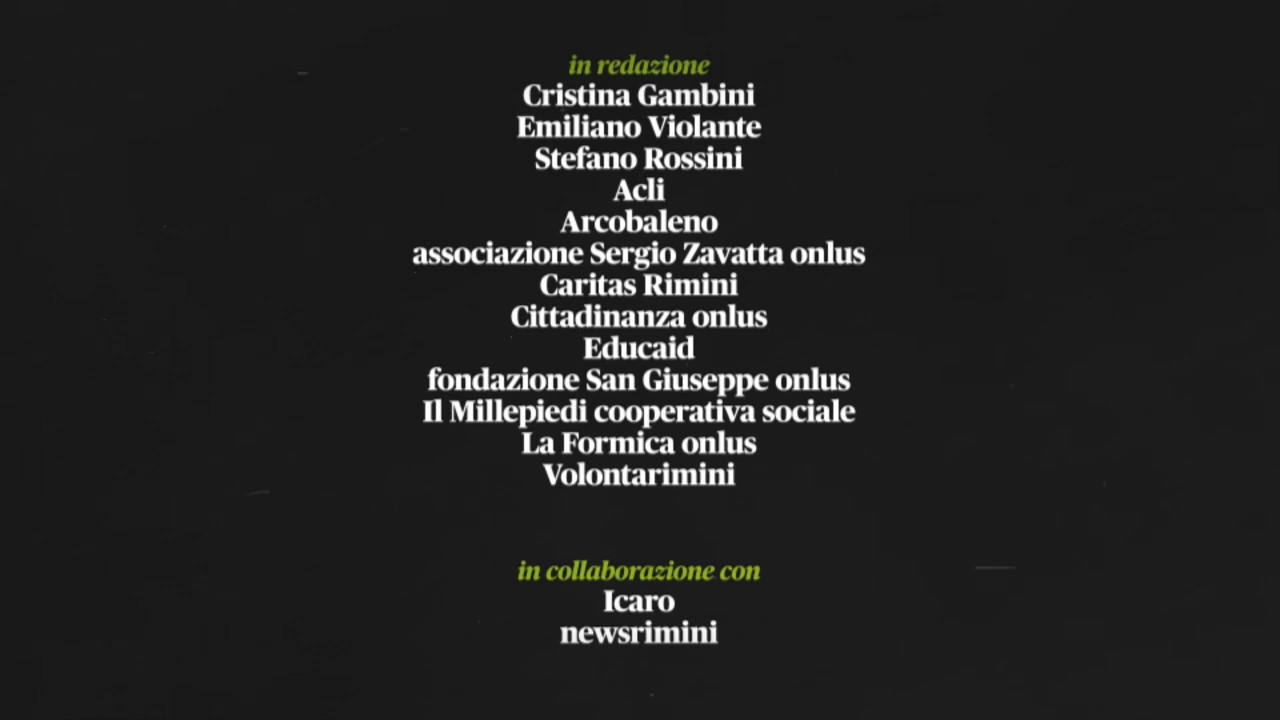 in redazione
Cristina Gambini
Emiliano Violante
Stefano Rossini
Acli
Arcobaleno
associazione Sergio Zavatta onlus
Caritas Rimini
Cittadinanza onlus
Educaid
fondazione San Giuseppe onlus
Il Millepiedi cooperativa sociale
La Formica onlus
Volontarimini
in collaborazione con
Icaro
newsrimini